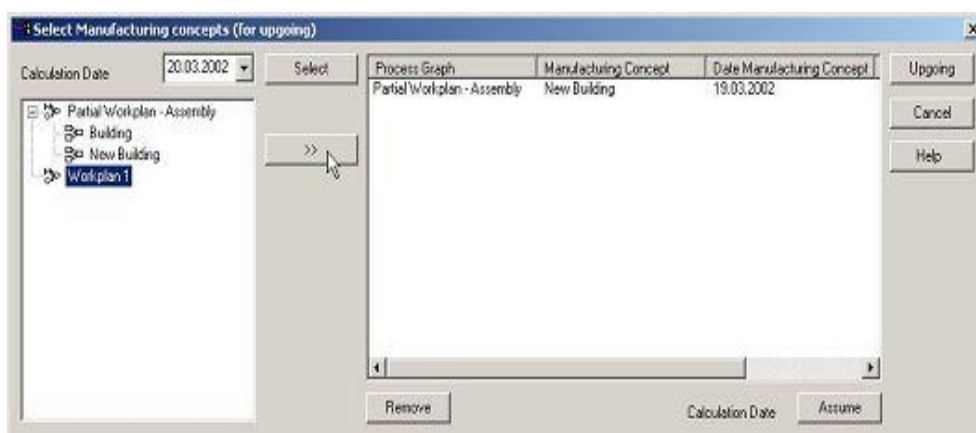 Select Manufacturing concepts (for upgoing)
Calculation Date
20.03.2002
Select
Partial Workplan - Assembly
Building
New Building
Workplan 1
>>
Process Graph Manufacturing Concept Date Manufacturing Concept
Partial Workplan - Assembly New Building 19.03.2002
Upgoing
Cancel
Help
Remove
Calculation Date
Assume